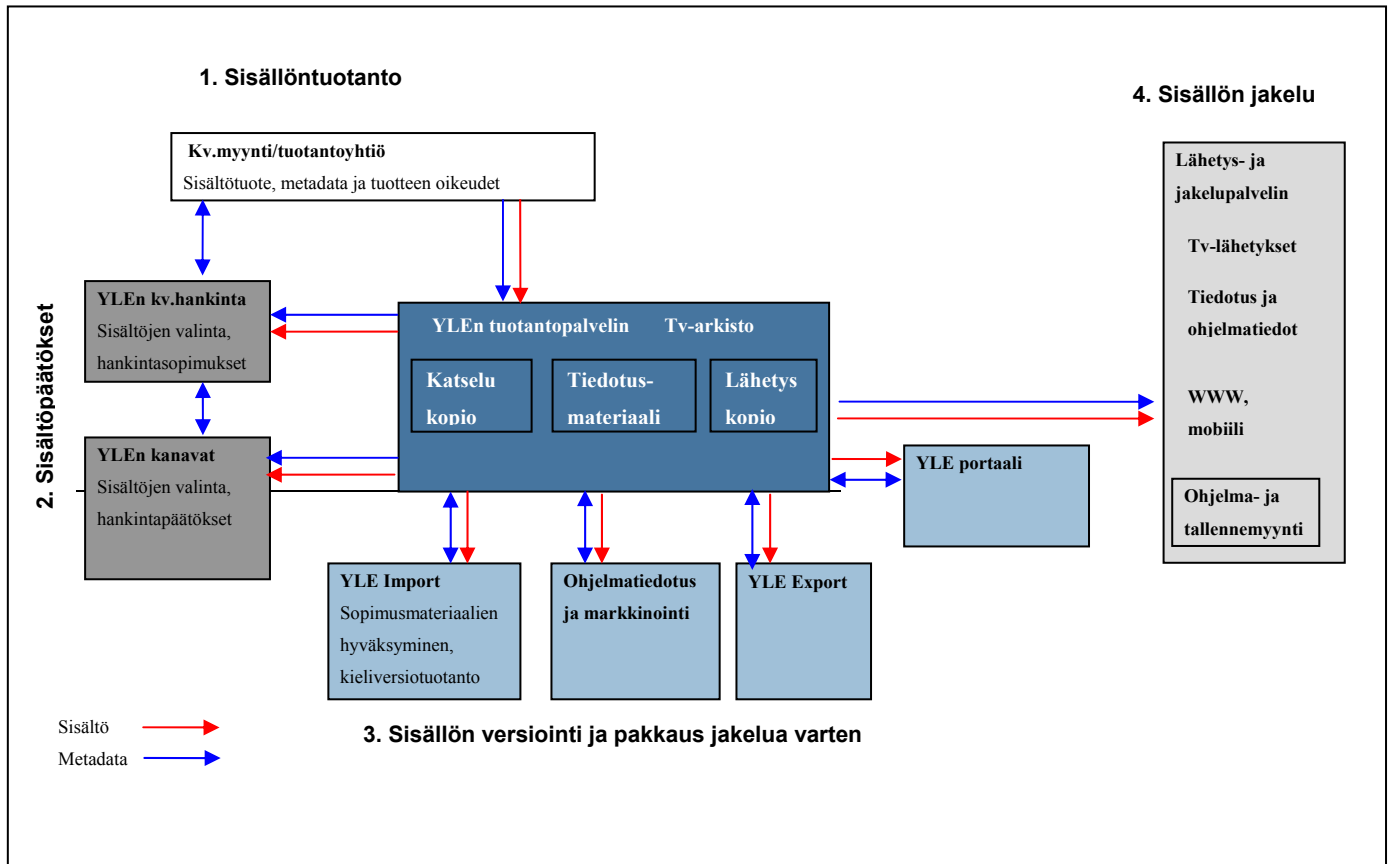 1. Sisällöntuotanto
4. Sisällön jakelu
Kv.myynti/tuotantoyhtiö
Sisältötuote, metadata ja tuotteen oikeudet
Lähetys- ja
jakelupalvelin
Tv-lähetykset
Tiedotus ja
ohjelmatiedot
WWW,
mobiili
Ohjelma- ja
tallennemyynti
2. Sisältöpäätökset
YLEn kv.hankinta
Sisältöjen valinta,
hankintasopimukset
YLEn kanavat
Sisältöjen valinta,
hankintapäätökset
YLEn tuotantopalvelin Tv-arkisto
Katselu
kopio
Tiedotus-
materiaali
Lähetys
kopio
YLE portaali
YLE Import
Sopimusmateriaalien
hyväksyminen,
kieliversiotuotanto
Ohjelmatiedotus
ja markkinointi
YLE Export
3. Sisällön versiointi ja pakkaus jakelua varten
Sisältö
Metadata